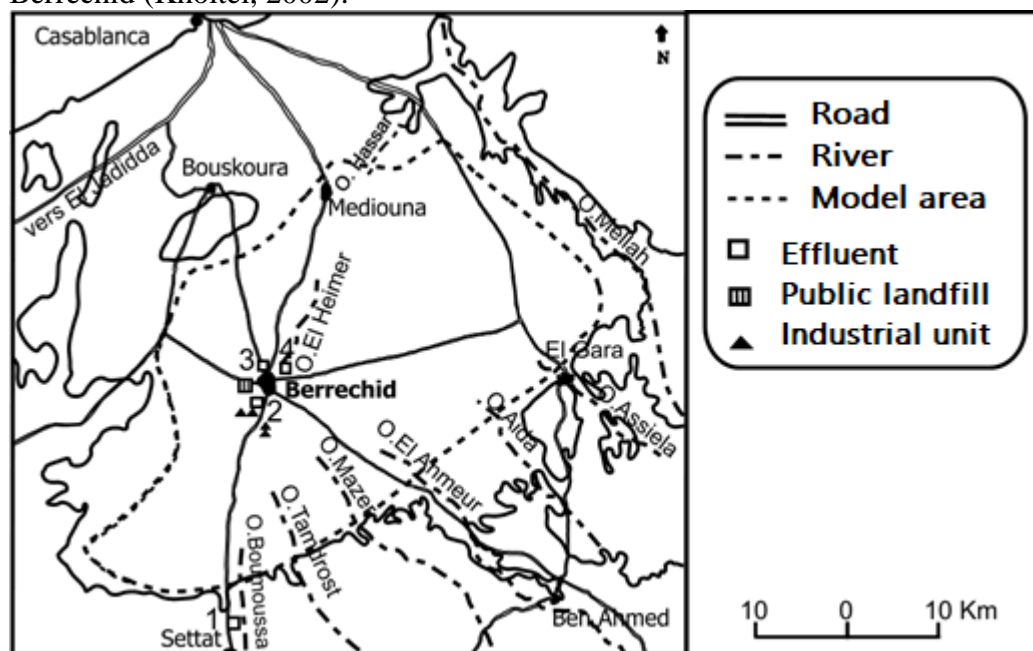 Berrechid (Kholtei, 2002).
Casablanca
N
vers El Jadidda
Bouskoura
O. Hassar
Mediouna
O.Mellah
O.El Heimer
3
4
El Gara
Berrechid
2
O.Assiela
O.Aida
O.El Ahmeur
O.Mazer
O.Tamdrost
O.Boumoussa
1
Settat
Ben Ahmed
Road
River
Model area
Effluent
Public landfill
Industrial unit
10 0 10 Km